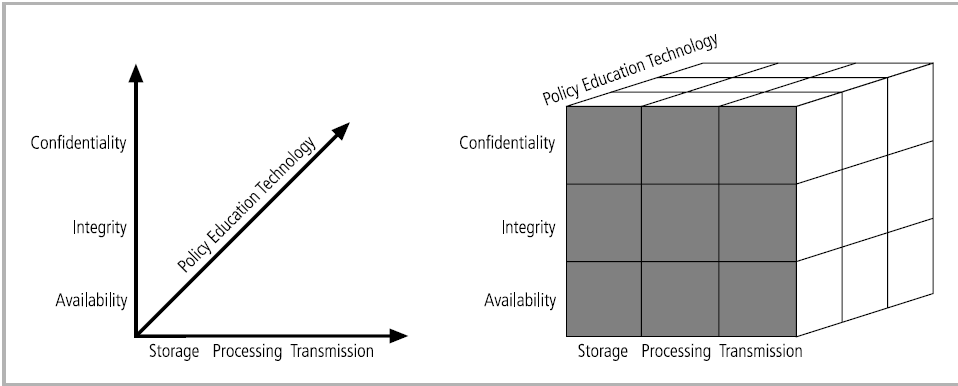 Confidentiality
Integrity
Availability
Policy Education Technology
Storage Processing Transmission
Policy Education Technology
Confidentiality
Integrity
Availability
Storage Processing Transmission